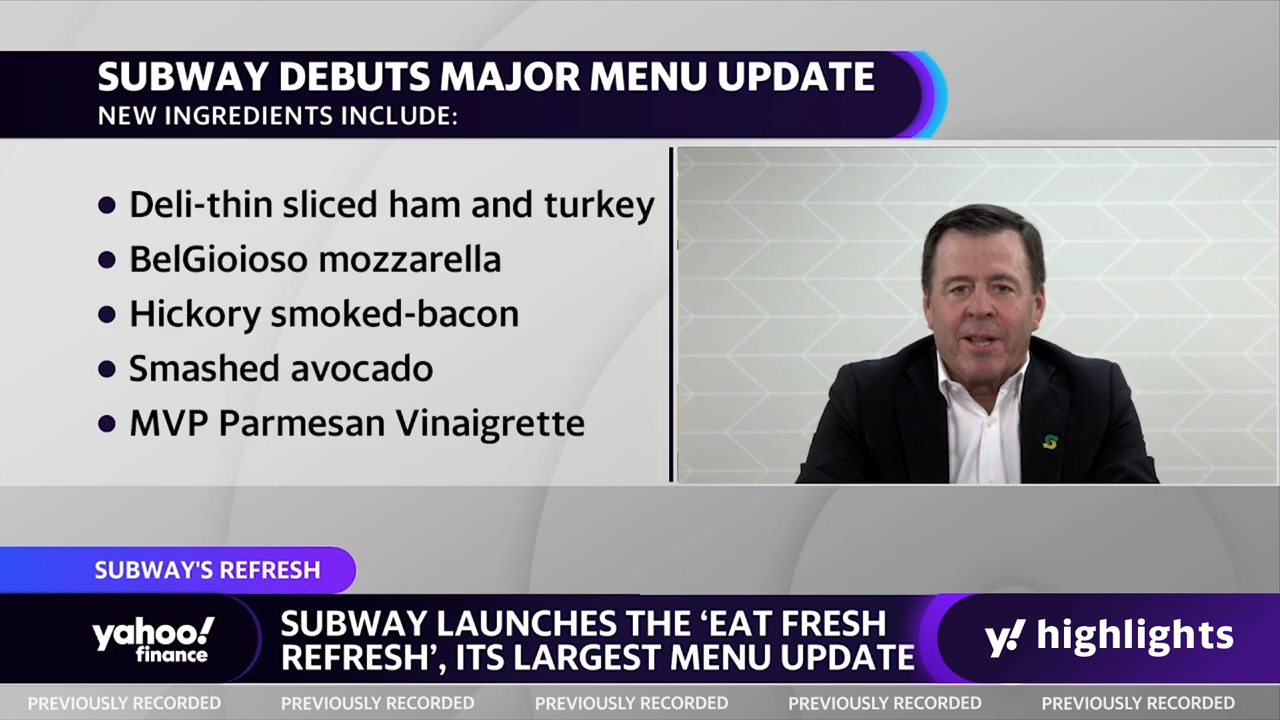 SUBWAY DEBUTS MAJOR MENU UPDATE
NEW INGREDIENTS INCLUDE:
Deli-thin sliced ham and turkey
BelGioioso mozzarella
Hickory smoked-bacon
Smashed avocado
MVP Parmesan Vinaigrette
SUBWAY'S REFRESH
yahoo!
finance
SUBWAY LAUNCHES THE ‘EAT FRESH
REFRESH’, ITS LARGEST MENU UPDATE
y! highlights
PREVIOUSLY RECORDED PREVIOUSLY RECORDED PREVIOUSLY RECORDED PREVIOUSLY RECORDED PREVIOUSLY RECORDED